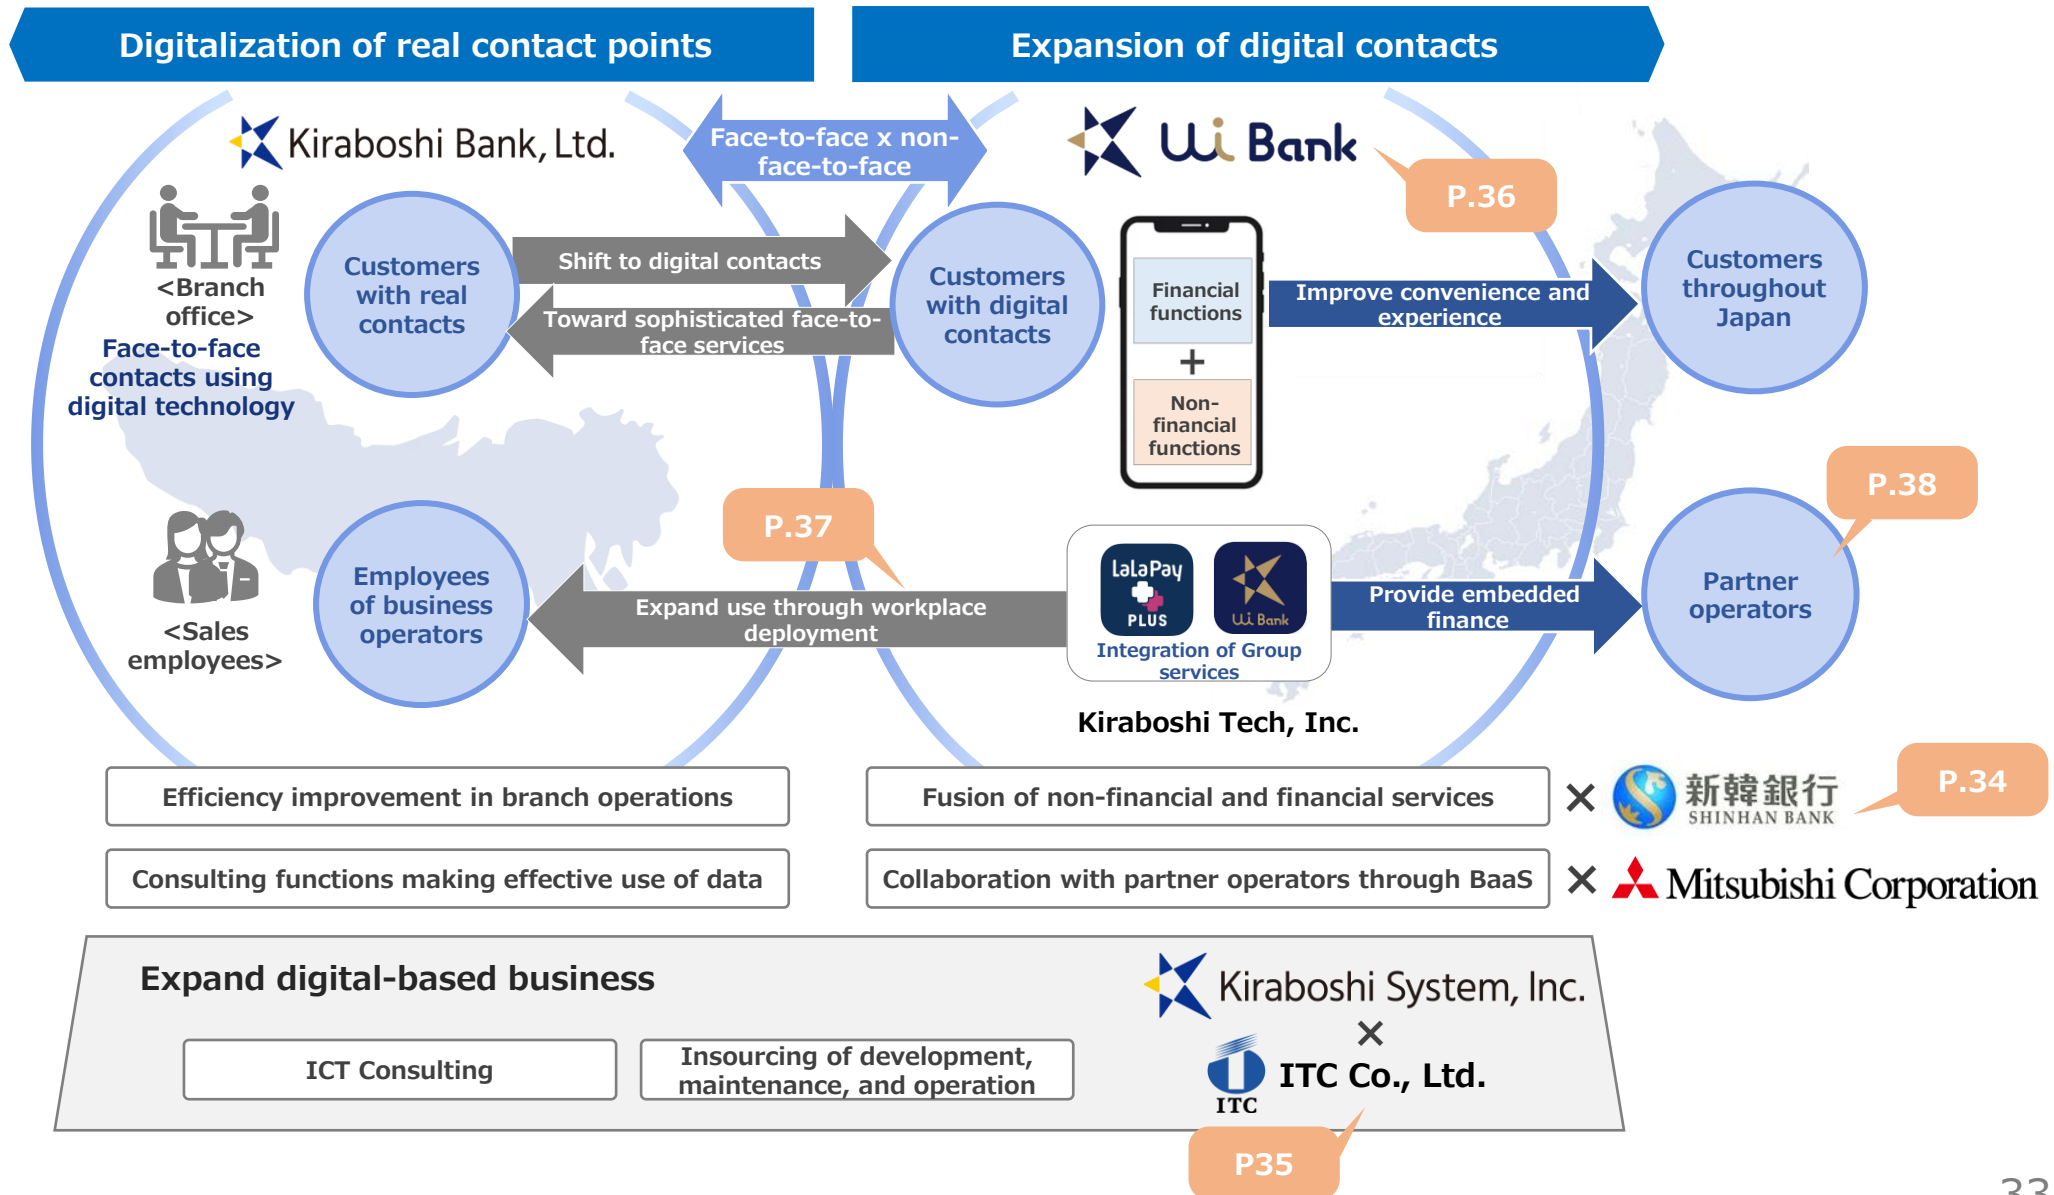 Digitalization of real contact points
Expansion of digital contacts
Kiraboshi Bank, Ltd.
Face-to-face x non-
face-to-face
Ui Bank
P.36
<Branch
office>
Face-to-face
contacts using
digital technology
Customers
with real
contacts
Shift to digital contacts
Toward sophisticated face-to-
face services
Customers
with digital
contacts
Financial
functions
+
Non-
financial
functions
Improve convenience and
experience
Customers
throughout
Japan
P.38
P.37
<Sales
employees>
Employees
of business
operators
Expand use through workplace
deployment
LaLa Pay
PLUS
Ui Bank
Integration of Group
services
Provide embedded
finance
Partner
operators
Kiraboshi Tech, Inc.
Efficiency improvement in branch operations
Fusion of non-financial and financial services
×
新韓銀行
SHINHAN BANK
P.34
Consulting functions making effective use of data
Collaboration with partner operators through BaaS
×
Mitsubishi Corporation
Expand digital-based business
Kiraboshi System, Inc.
×
ICT Consulting
Insourcing of development,
maintenance, and operation
ITC
ITC Co., Ltd.
P35
33